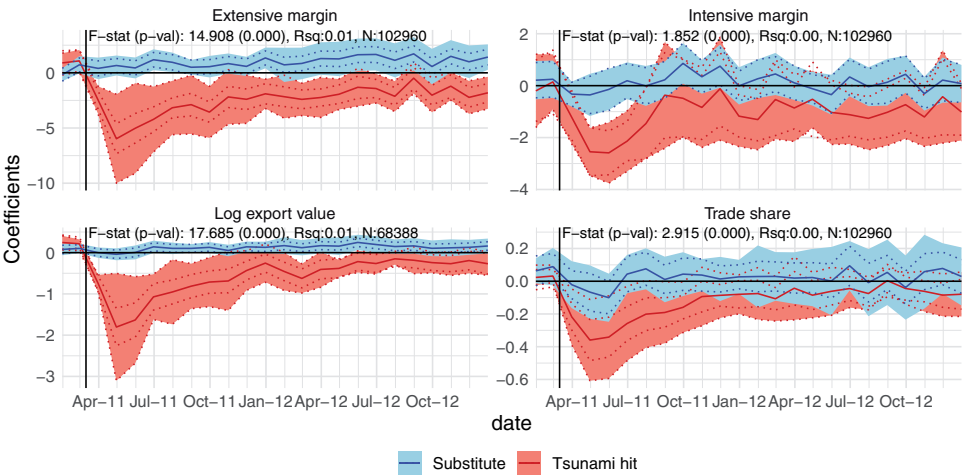 Extensive margin
F-stat (p-val): 14.908 (0.000), Rsq:0.01, N:102960
0
−5
−10
Intensive margin
F-stat (p-val): 1.852 (0.000), Rsq:0.00, N:102960
2
0
−2
−4
Coefficients
Log export value
F-stat (p-val): 17.685 (0.000), Rsq:0.01, N:68388
0
−1
−2
−3
Apr−11 Jul−11 Oct−11 Jan−12 Apr−12 Jul−12 Oct−12
Trade share
F-stat (p-val): 2.915 (0.000), Rsq:0.00, N:102960
0.2
0.0
−0.2
−0.4
−0.6
Apr−11 Jul−11 Oct−11 Jan−12 Apr−12 Jul−12 Oct−12
date
Substitute Tsunami hit